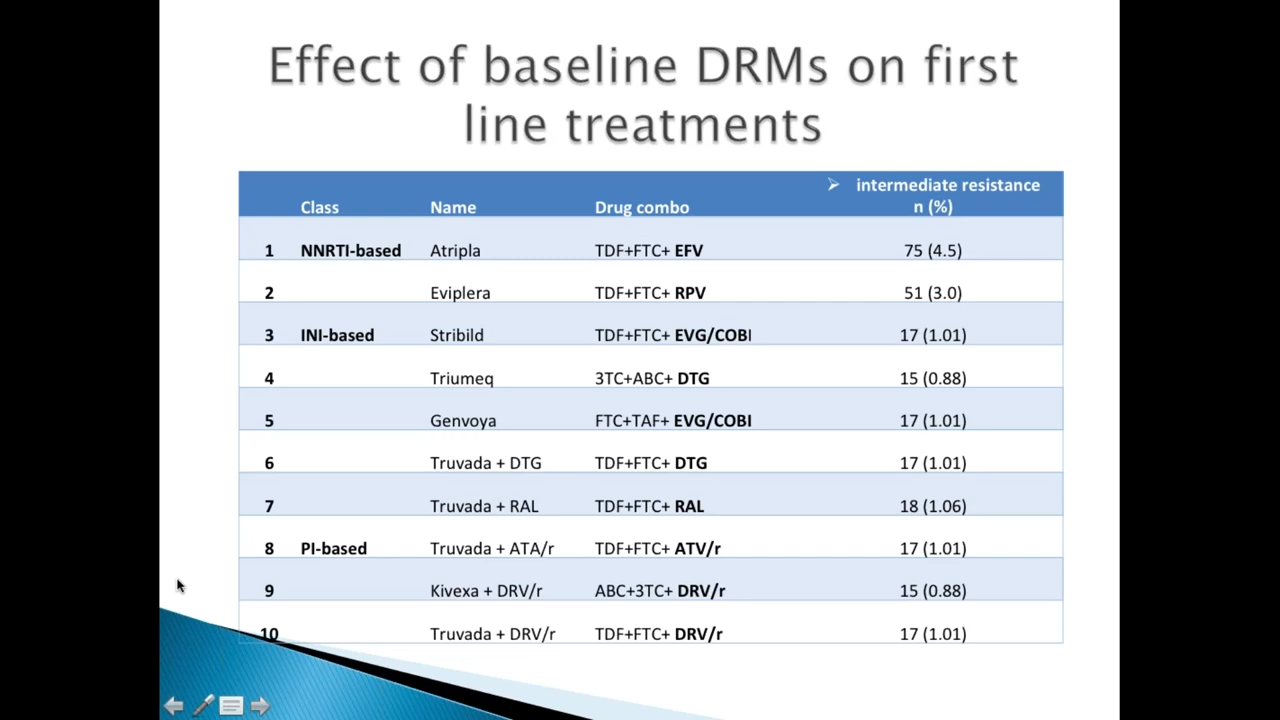 Effect of baseline DRMs on first
line treatments
Class Name Drug combo ➢ intermediate resistance
n (%)
1 NNRTI-based Atripla TDF+FTC+ EFV 75 (4.5)
2 Eviplera TDF+FTC+ RPV 51 (3.0)
3 INI-based Stribild TDF+FTC+ EVG/COBI 17 (1.01)
4 Triumeq 3TC+ABC+ DTG 15 (0.88)
5 Genvoya FTC+TAF+ EVG/COBI 17 (1.01)
6 Truvada + DTG TDF+FTC+ DTG 17 (1.01)
7 Truvada + RAL TDF+FTC+ RAL 18 (1.06)
8 PI-based Truvada + ATA/r TDF+FTC+ ATV/r 17 (1.01)
9 Kivexa + DRV/r ABC+3TC+ DRV/r 15 (0.88)
10 Truvada + DRV/r TDF+FTC+ DRV/r 17 (1.01)